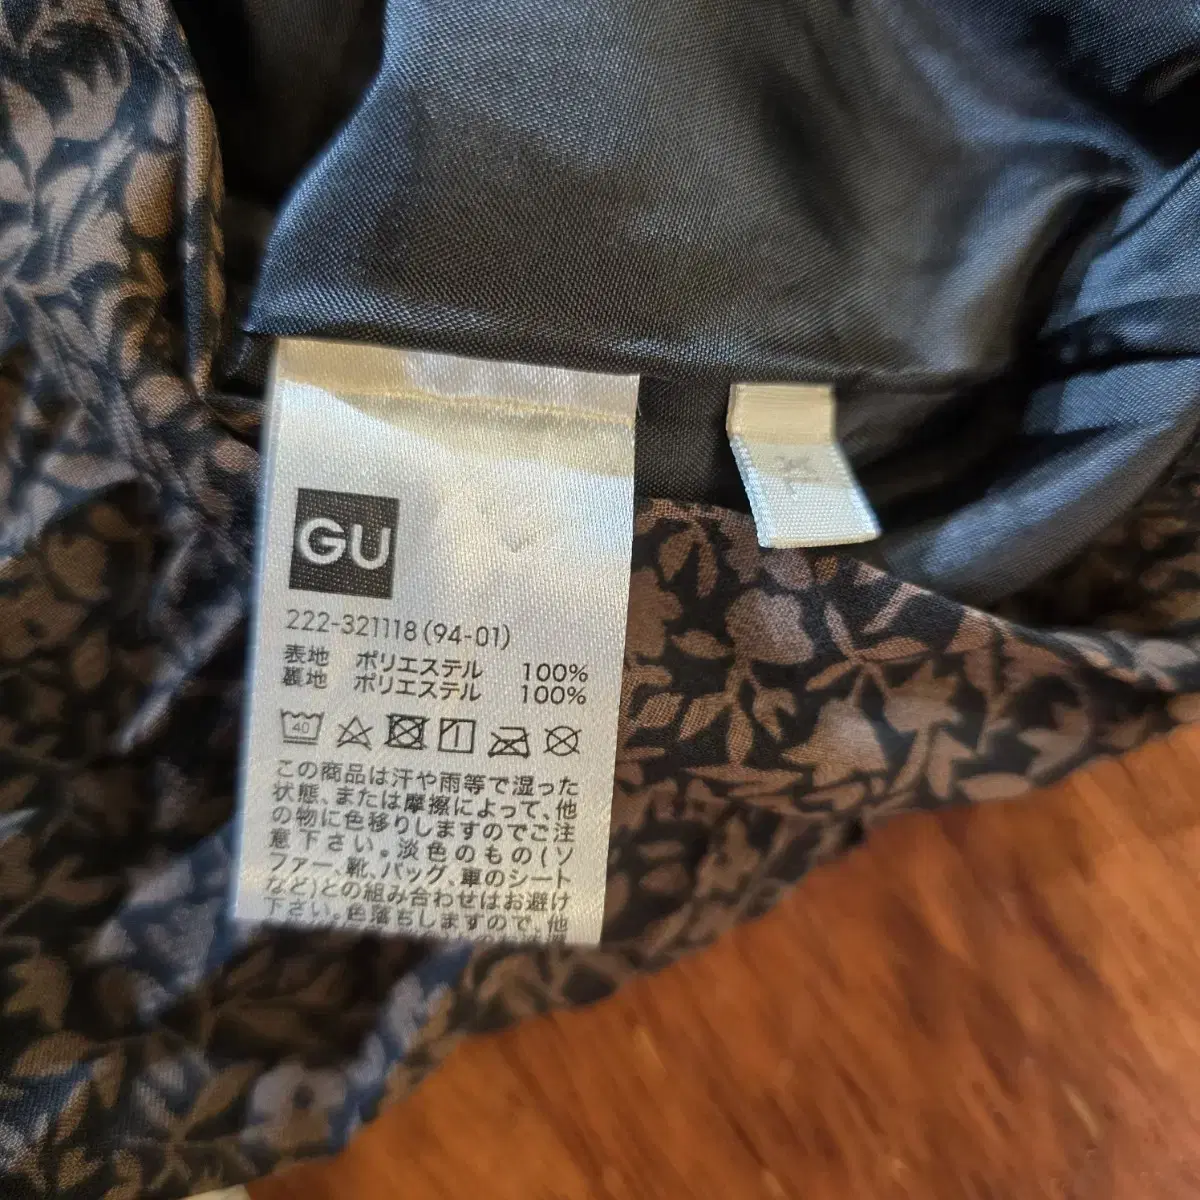 GU
222-321118(94-01)
表地 ポリエステル 100%
裏地 ポリエステル 100%
40
この商品は汗や雨等で湿った
状態、または摩擦によって、他
の物に色移りしますのでご注
意下さい。淡色のもの(ソ
ファー、靴、バッグ、車のシート
など)との組み合わせはお避け
下さい。色落ちしますので、他
XL